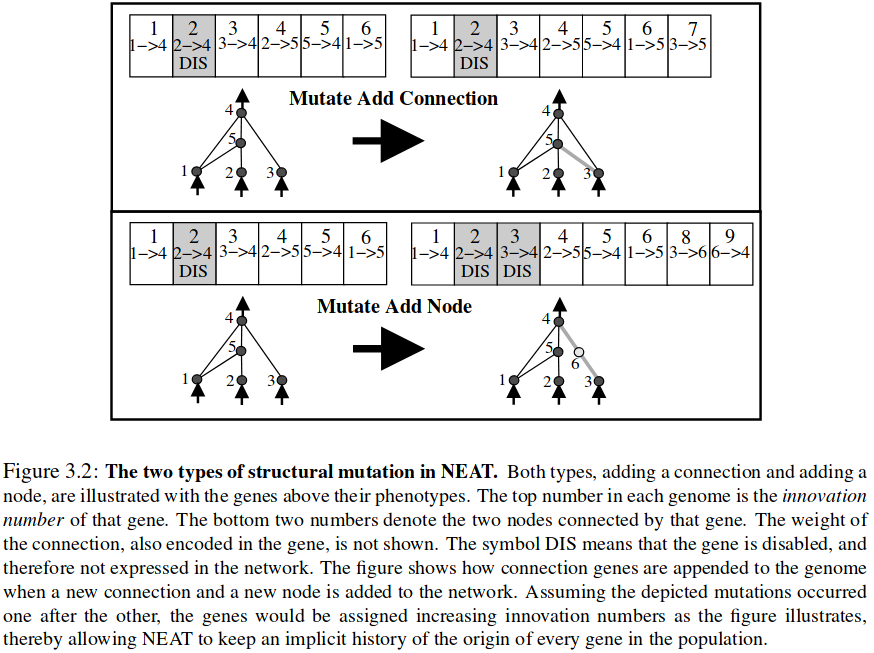 1 2 3 4 5 6
1->4 2->4 3->4 2->5 5->4 1->5
DIS
1 2 3 4 5 6 7
1->4 2->4 3->4 2->5 5->4 1->5 3->5
DIS
Mutate Add Connection
4
5
1 2 3
4
5
1 2 3
1 2 3 4 5 6
1->4 2->4 3->4 2->5 5->4 1->5
DIS
1 2 3 4 5 6 8 9
1->4 2->4 3->4 2->5 5->4 1->5 3->6 6->4
DIS DIS
Mutate Add Node
4
5
1 2 3
4
5
6
1 2 3
Figure 3.2: The two types of structural mutation in NEAT. Both types, adding a connection and adding a
node, are illustrated with the genes above their phenotypes. The top number in each genome is the innovation
number of that gene. The bottom two numbers denote the two nodes connected by that gene. The weight of
the connection, also encoded in the gene, is not shown. The symbol DIS means that the gene is disabled, and
therefore not expressed in the network. The figure shows how connection genes are appended to the genome
when a new connection and a new node is added to the network. Assuming the depicted mutations occurred
one after the other, the genes would be assigned increasing innovation numbers as the figure illustrates,
thereby allowing NEAT to keep an implicit history of the origin of every gene in the population.